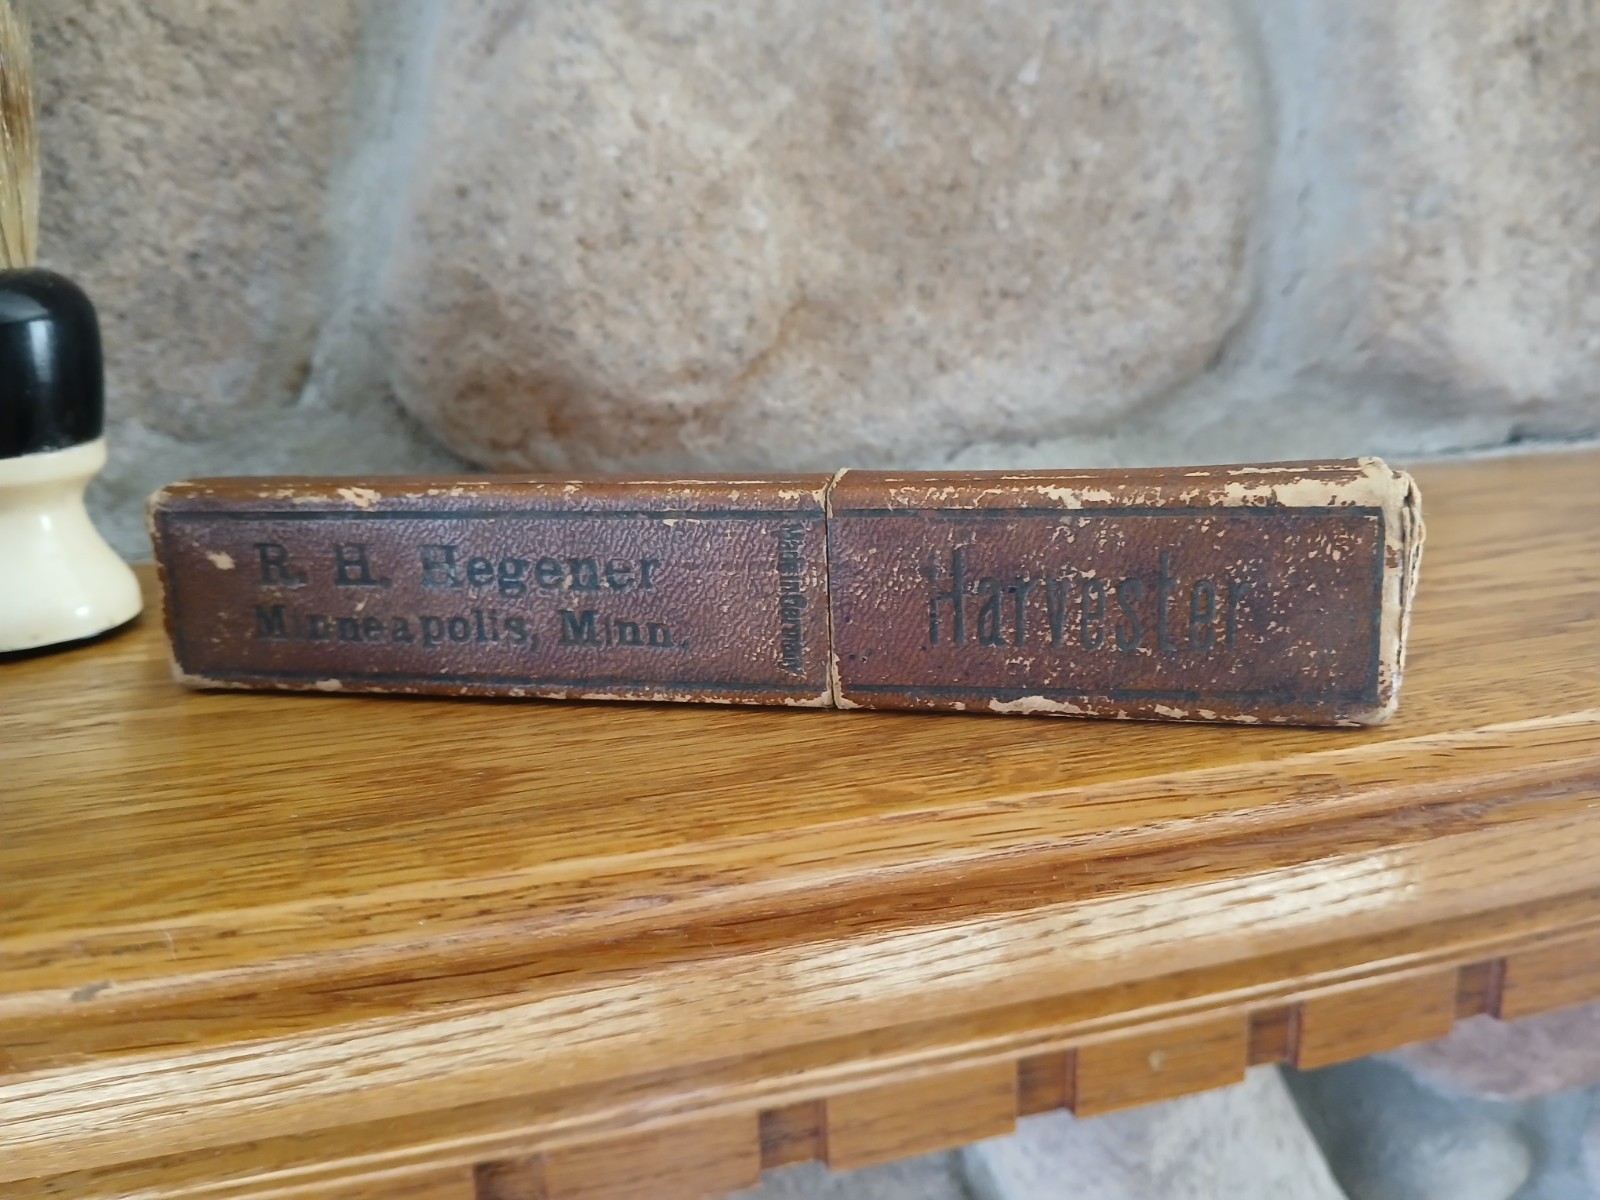 R. H. Hegener
Minneapolis, Minn.
Made in Germany
Harvester